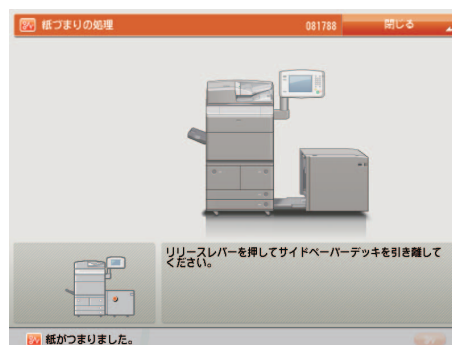 紙づまりの処理
081788
閉じる
リリースレバーを押してサイドペーパーデッキを引き離して
ください。
紙がつまりました。